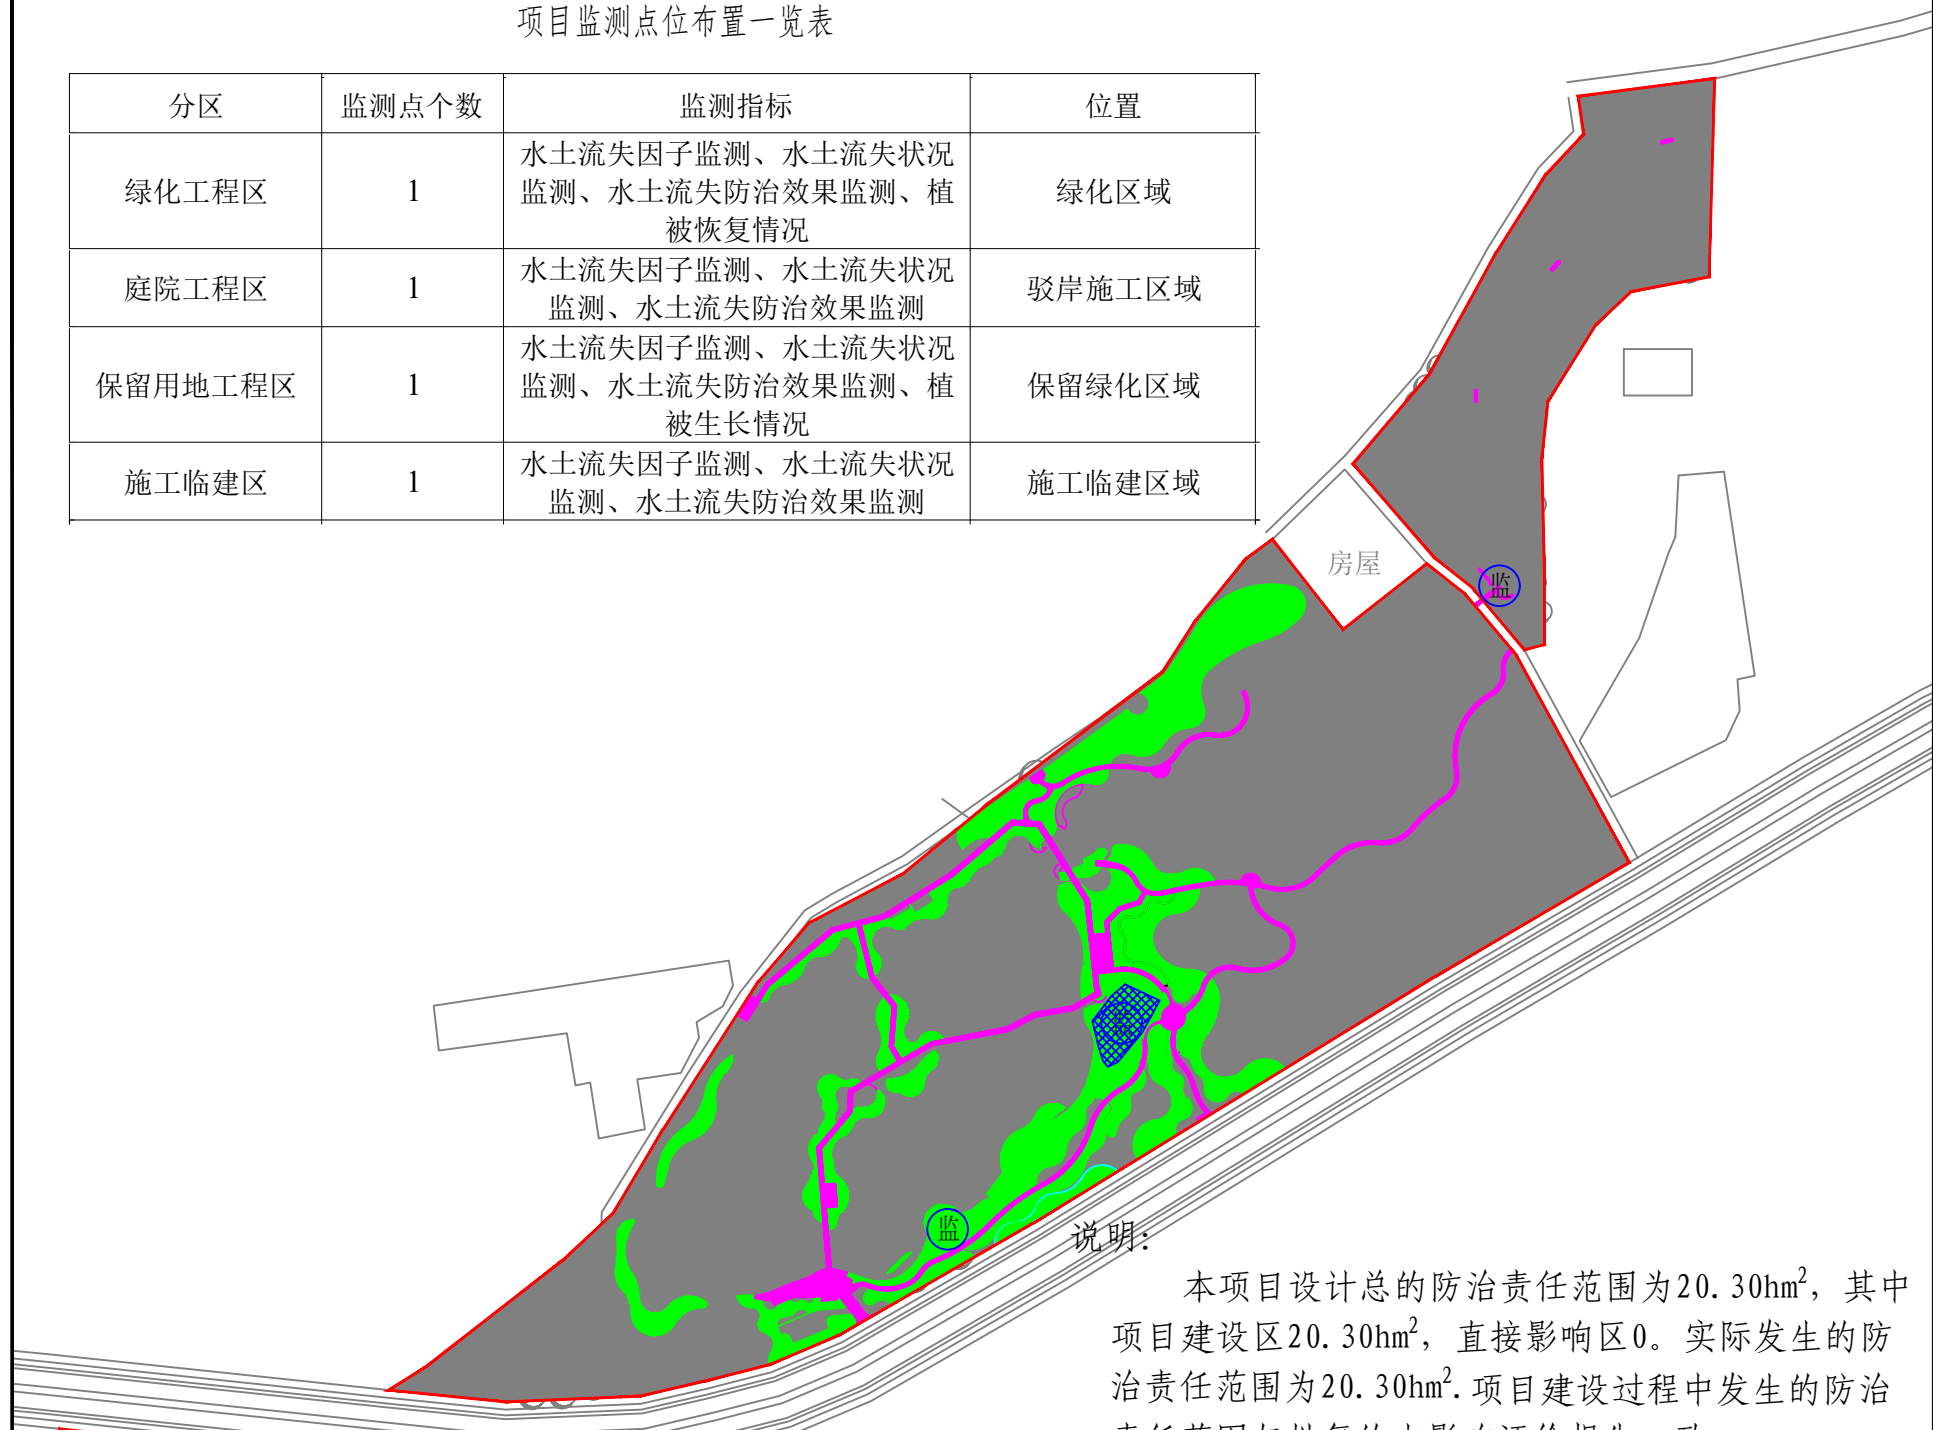 项目监测点位布置一览表
分区 监测点个数 监测指标 位置
绿化工程区 1 水土流失因子监测、水土流失状况
监测、水土流失防治效果监测、植
被恢复情况 绿化区域
庭院工程区 1 水土流失因子监测、水土流失状况
监测、水土流失防治效果监测 驳岸施工区域
保留用地工程区 1 水土流失因子监测、水土流失状况
监测、水土流失防治效果监测、植
被生长情况 保留绿化区域
施工临建区 1 水土流失因子监测、水土流失状况
监测、水土流失防治效果监测 施工临建区域
房屋
监
监
说明：
本项目设计总的防治责任范围为20.30hm²，其中
项目建设区20.30hm²，直接影响区0。实际发生的防
治责任范围为20.30hm².项目建设过程中发生的防治